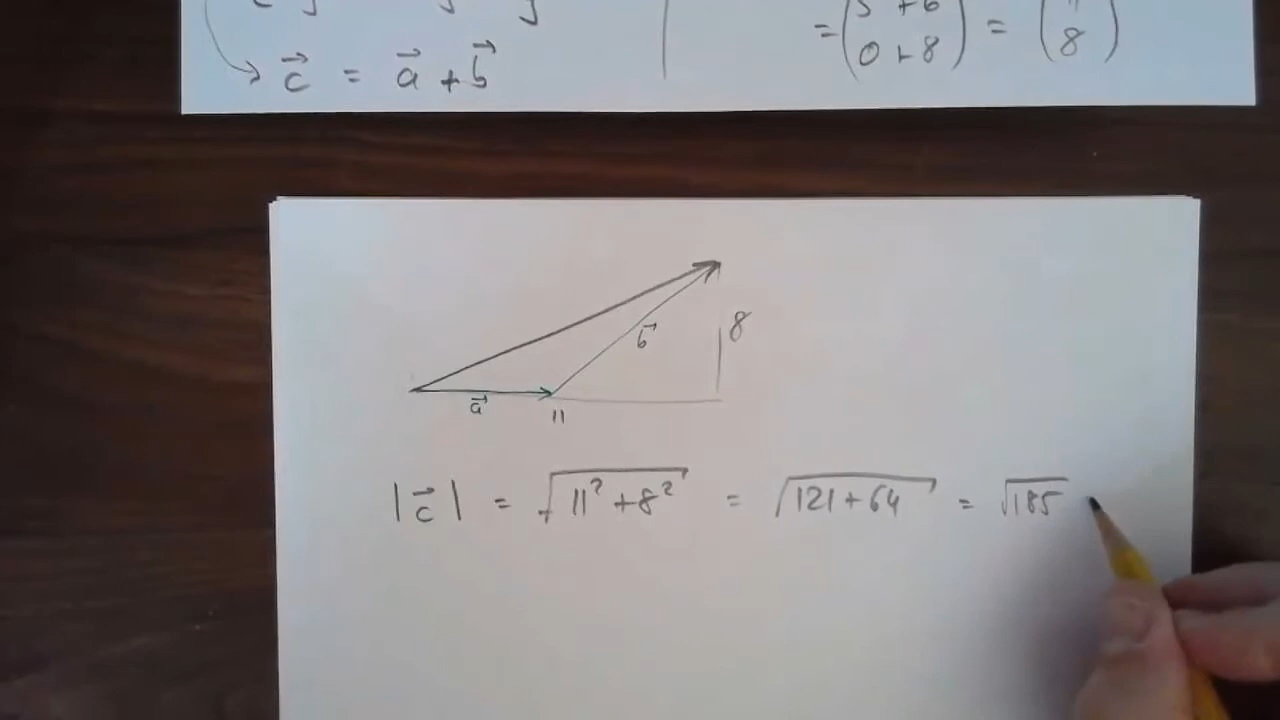 c⃗ = a⃗ + b⃗
= (5 + 6
0 + 8) = (11
8)
8
b⃗
a⃗
11
|c⃗| = √(11² + 8²) = √(121 + 64) = √185